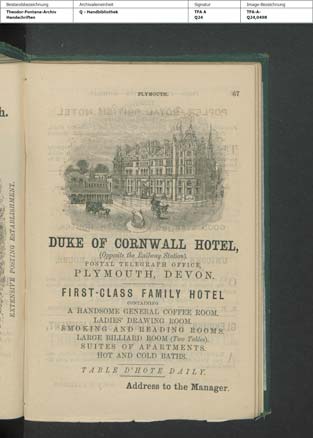 Bestandsbezeichnung Archivaleneinheit Signatur Image-Bezeichnung
Theodor-Fontane-Archiv Q - Handbibliothek TFA A TFA-A-
Handschriften Q24 Q24,0498
PLYMOUTH. 67
h.
EXTENSIVE POSTING ESTABLISHMENT.
DUKE OF CORNWALL HOTEL,
(Opposite the Railway Station),
POSTAL TELEGRAPH OFFICE,
PLYMOUTH, DEVON.
FIRST-CLASS FAMILY HOTEL
CONTAINING
A HANDSOME GENERAL COFFEE ROOM.
LADIES' DRAWING ROOM.
SMOKING AND READING ROOMS.
LARGE BILLIARD ROOM (Two Tables).
SUITES OF APARTMENTS.
HOT AND COLD BATHS.
TABLE D'HOTE DAILY.
Address to the Manager.